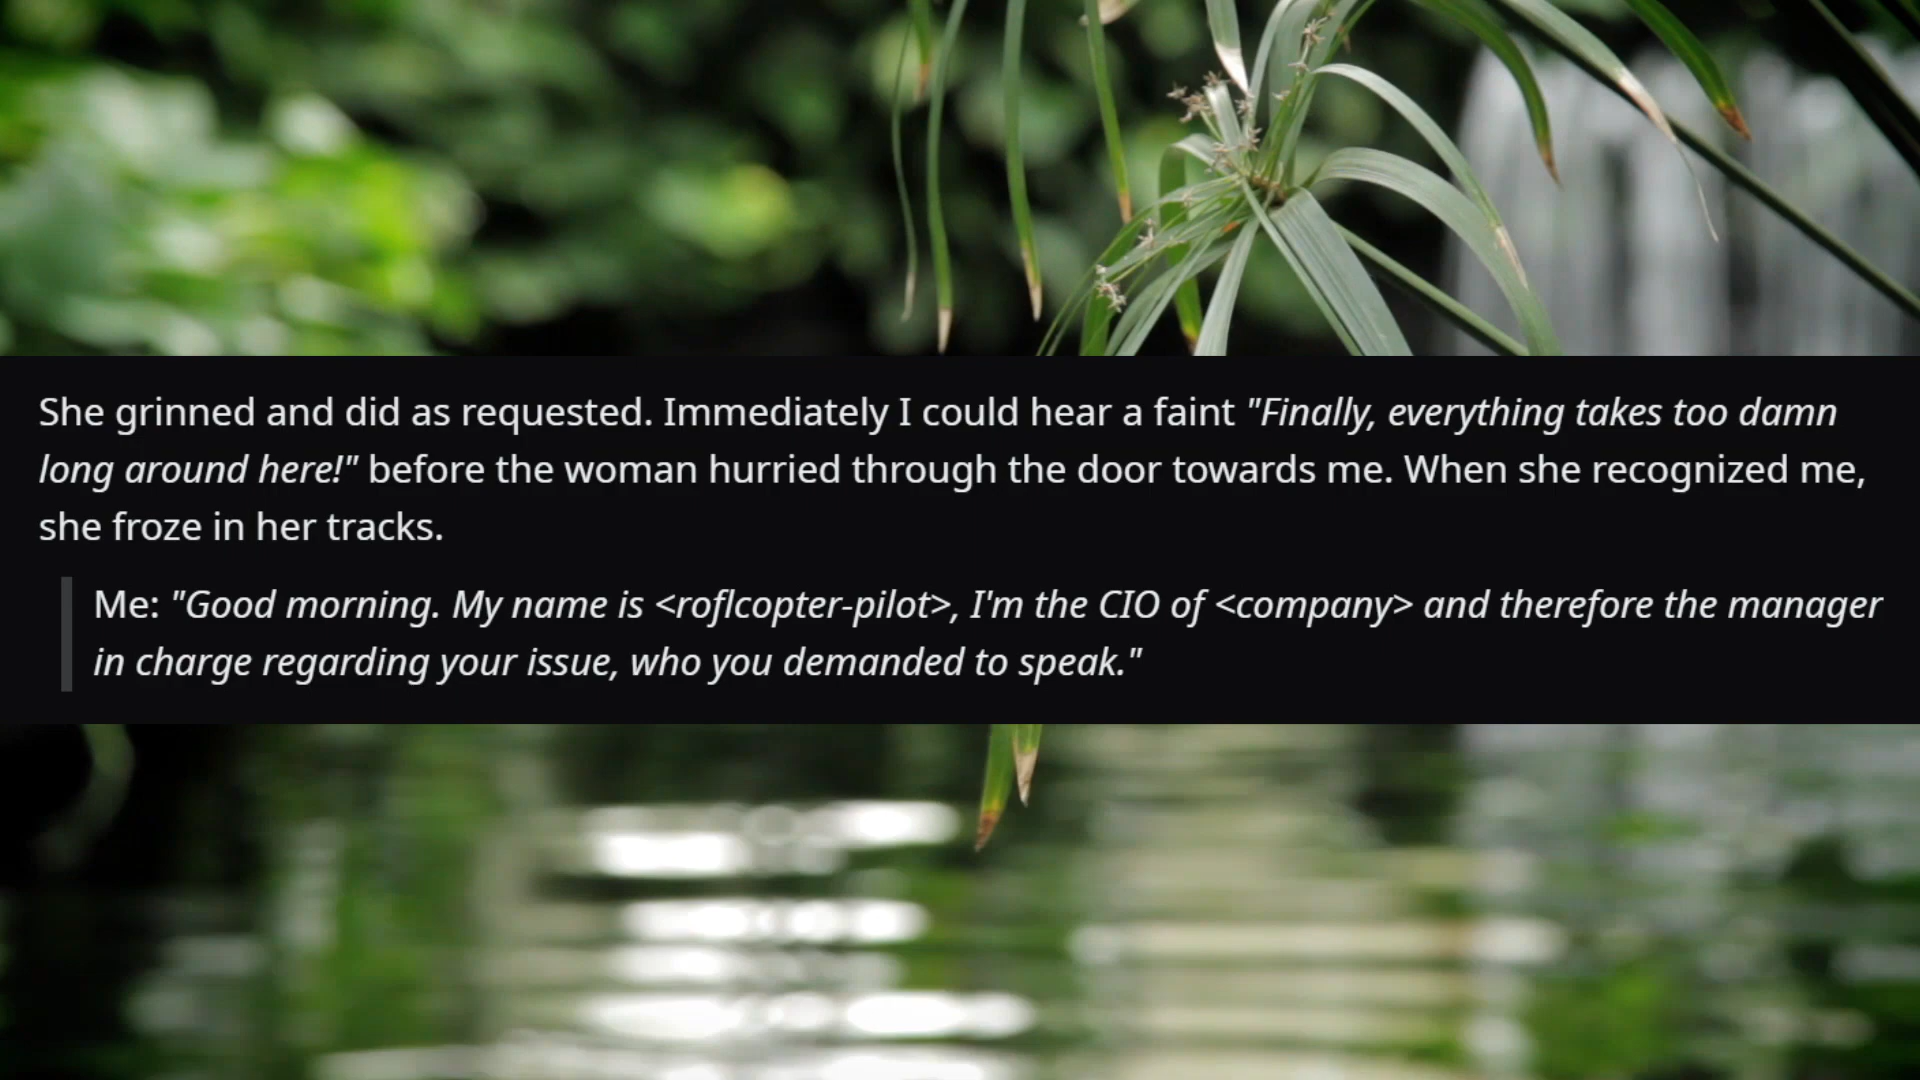 She grinned and did as requested. Immediately I could hear a faint "Finally, everything takes too damn
long around here!" before the woman hurried through the door towards me. When she recognized me,
she froze in her tracks.
Me: "Good morning. My name is <roflcopter-pilot>, I'm the CIO of <company> and therefore the manager
in charge regarding your issue, who you demanded to speak."